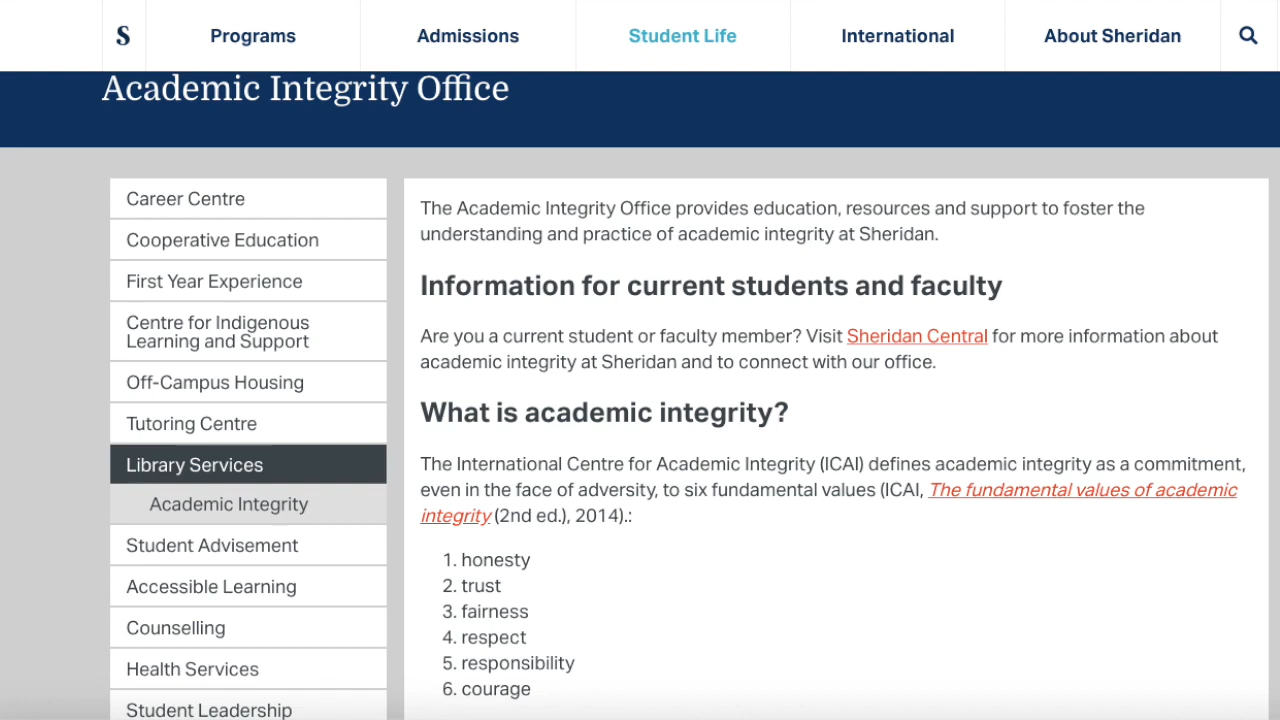 S Programs Admissions Student Life International About Sheridan
Academic Integrity Office
Career Centre
Cooperative Education
First Year Experience
Centre for Indigenous
Learning and Support
Off-Campus Housing
Tutoring Centre
Library Services
Academic Integrity
Student Advisement
Accessible Learning
Counselling
Health Services
Student Leadership
The Academic Integrity Office provides education, resources and support to foster the
understanding and practice of academic integrity at Sheridan.
Information for current students and faculty
Are you a current student or faculty member? Visit Sheridan Central for more information about
academic integrity at Sheridan and to connect with our office.
What is academic integrity?
The International Centre for Academic Integrity (ICAI) defines academic integrity as a commitment,
even in the face of adversity, to six fundamental values (ICAI, The fundamental values of academic
integrity (2nd ed.), 2014).:
1. honesty
2. trust
3. fairness
4. respect
5. responsibility
6. courage